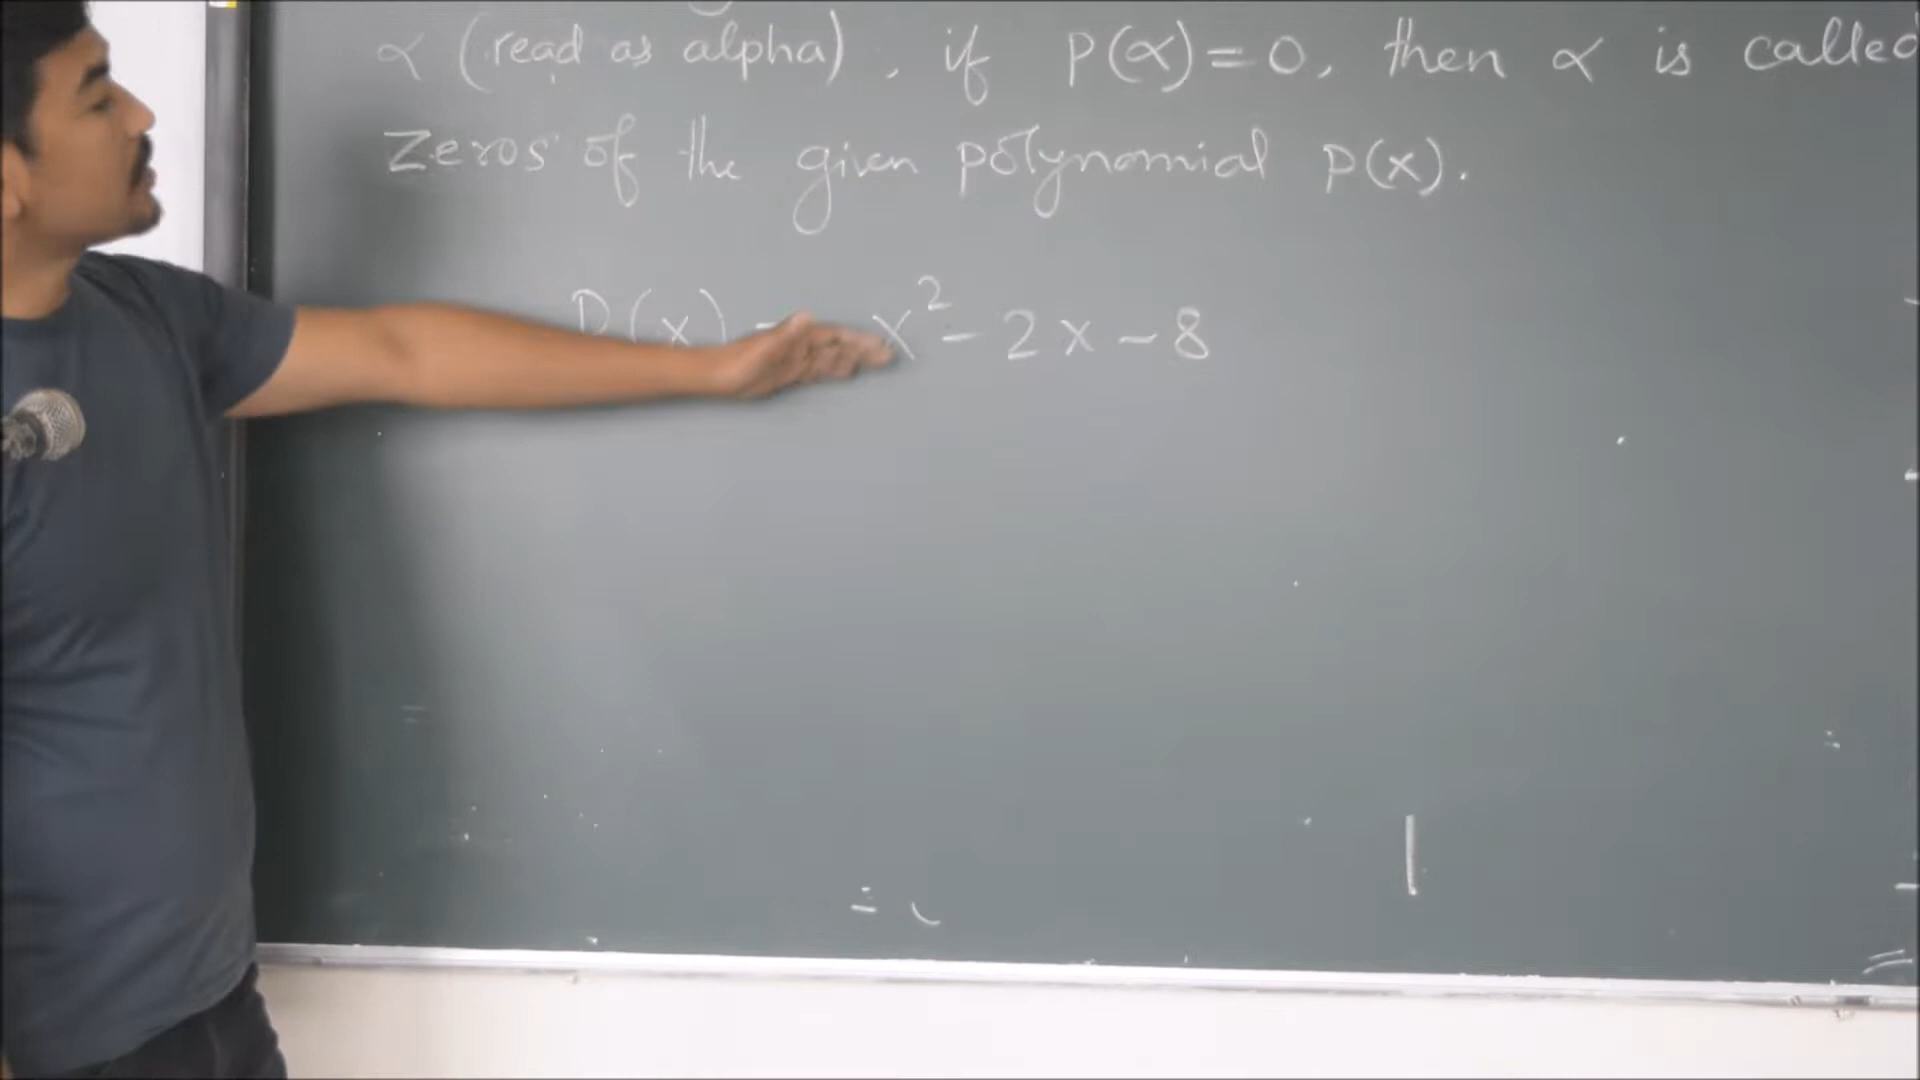 α (read as alpha), if P(α)=0, then α is called
Zeros of the given polynomial P(x).
P(x) = x² - 2x - 8